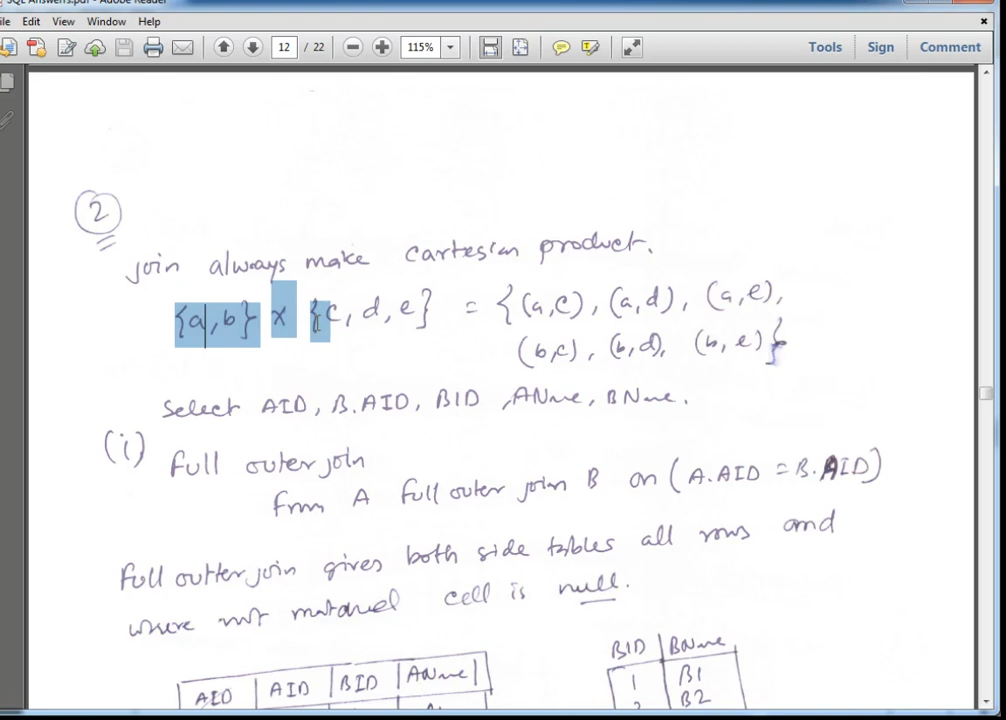 SQL Answers.pdf - Adobe Reader
File Edit View Window Help
12 / 22 115% Tools Sign Comment
2
join always make cartesian product.
{a,b} x {c, d, e} = {(a,c), (a,d), (a,e),
(b,c), (b,d), (b,e)}
Select AID, B.AID, BID, AName, BName.
(i) Full outer join
from A full outer join B on (A.AID = B.AID)
Full outter join gives both side tables all rows and
where not matched cell is null.
BID BName
AID AID BID AName
1 B1
B2